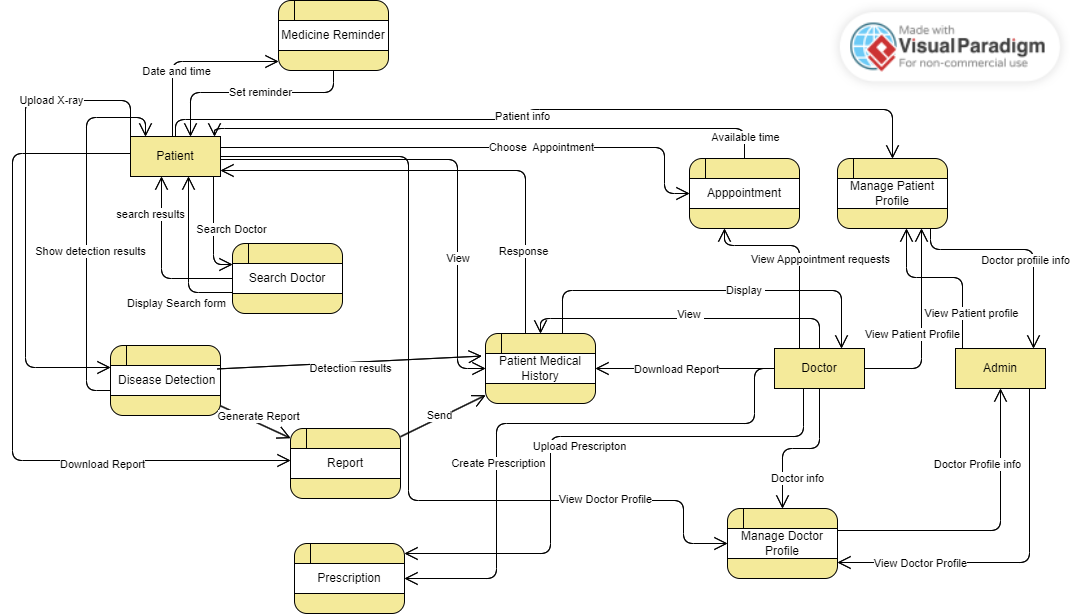 Medicine Reminder
Made with
Visual Paradigm
For non-commercial use
Date and time
Set reminder
Upload X-ray
Patient info
Available time
Choose Appointment
Patient
Apppointment
Manage Patient
Profile
search results
Search Doctor
Show detection results
Response
View
View Apppointment requests
Doctor profiile info
Search Doctor
Display
Display Search form
View
View Patient profile
View Patient Profile
Patient Medical
History
Detection results
Download Report
Doctor
Admin
Disease Detection
Generate Report
Send
Upload Prescripton
Report
Download Report
Create Prescription
Doctor Profile info
Doctor info
View Doctor Profile
Manage Doctor
Profile
View Doctor Profile
Prescription